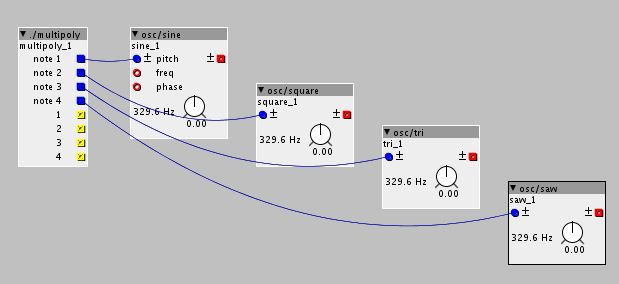 ▼ ./multipoly
multipoly_1
note 1
note 2
note 3
note 4
1
2
3
4
▼ osc/sine
sine_1
± pitch ±
freq
phase
329.6 Hz
0.00
▼ osc/square
square_1
± ±
329.6 Hz
0.00
▼ osc/tri
tri_1
± ±
329.6 Hz
0.00
▼ osc/saw
saw_1
± ±
329.6 Hz
0.00